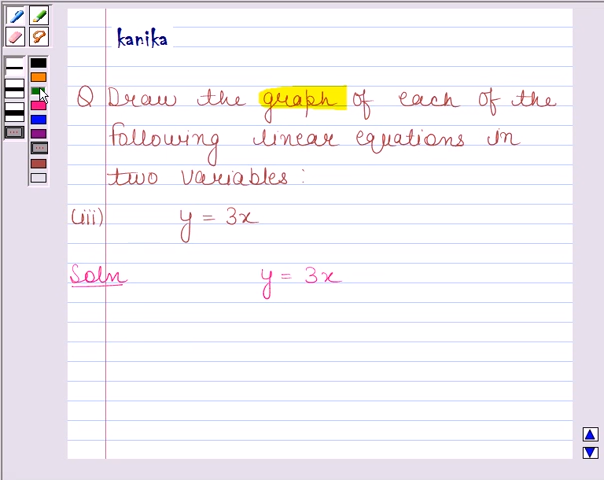 kanika
Q Draw the graph of each of the
following linear equations in
two variables:
(iii) y = 3x
Soln y = 3x